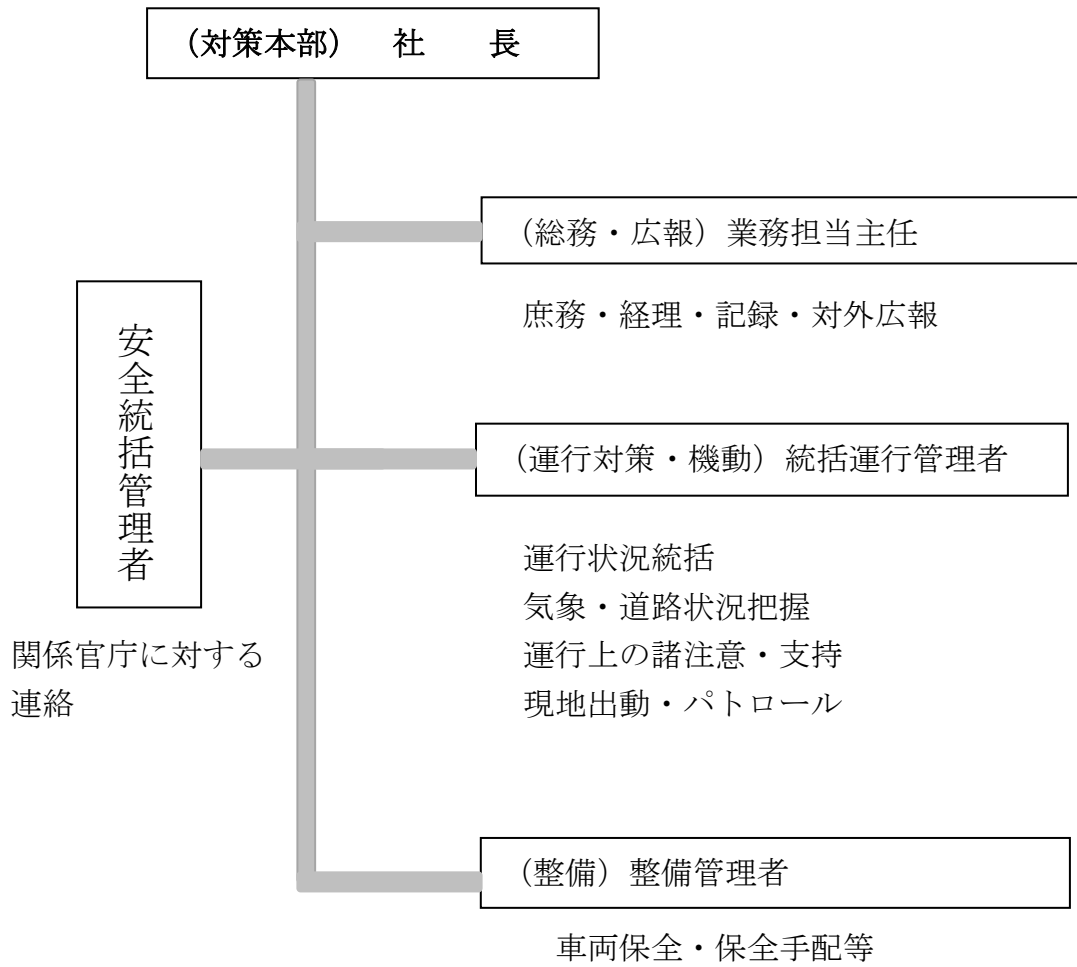 （対策本部） 社 長
（総務・広報）業務担当主任
庶務・経理・記録・対外広報
安全統括管理者
関係官庁に対する
連絡
（運行対策・機動）統括運行管理者
運行状況統括
気象・道路状況把握
運行上の諸注意・支持
現地出動・パトロール
（整備）整備管理者
車両保全・保全手配等